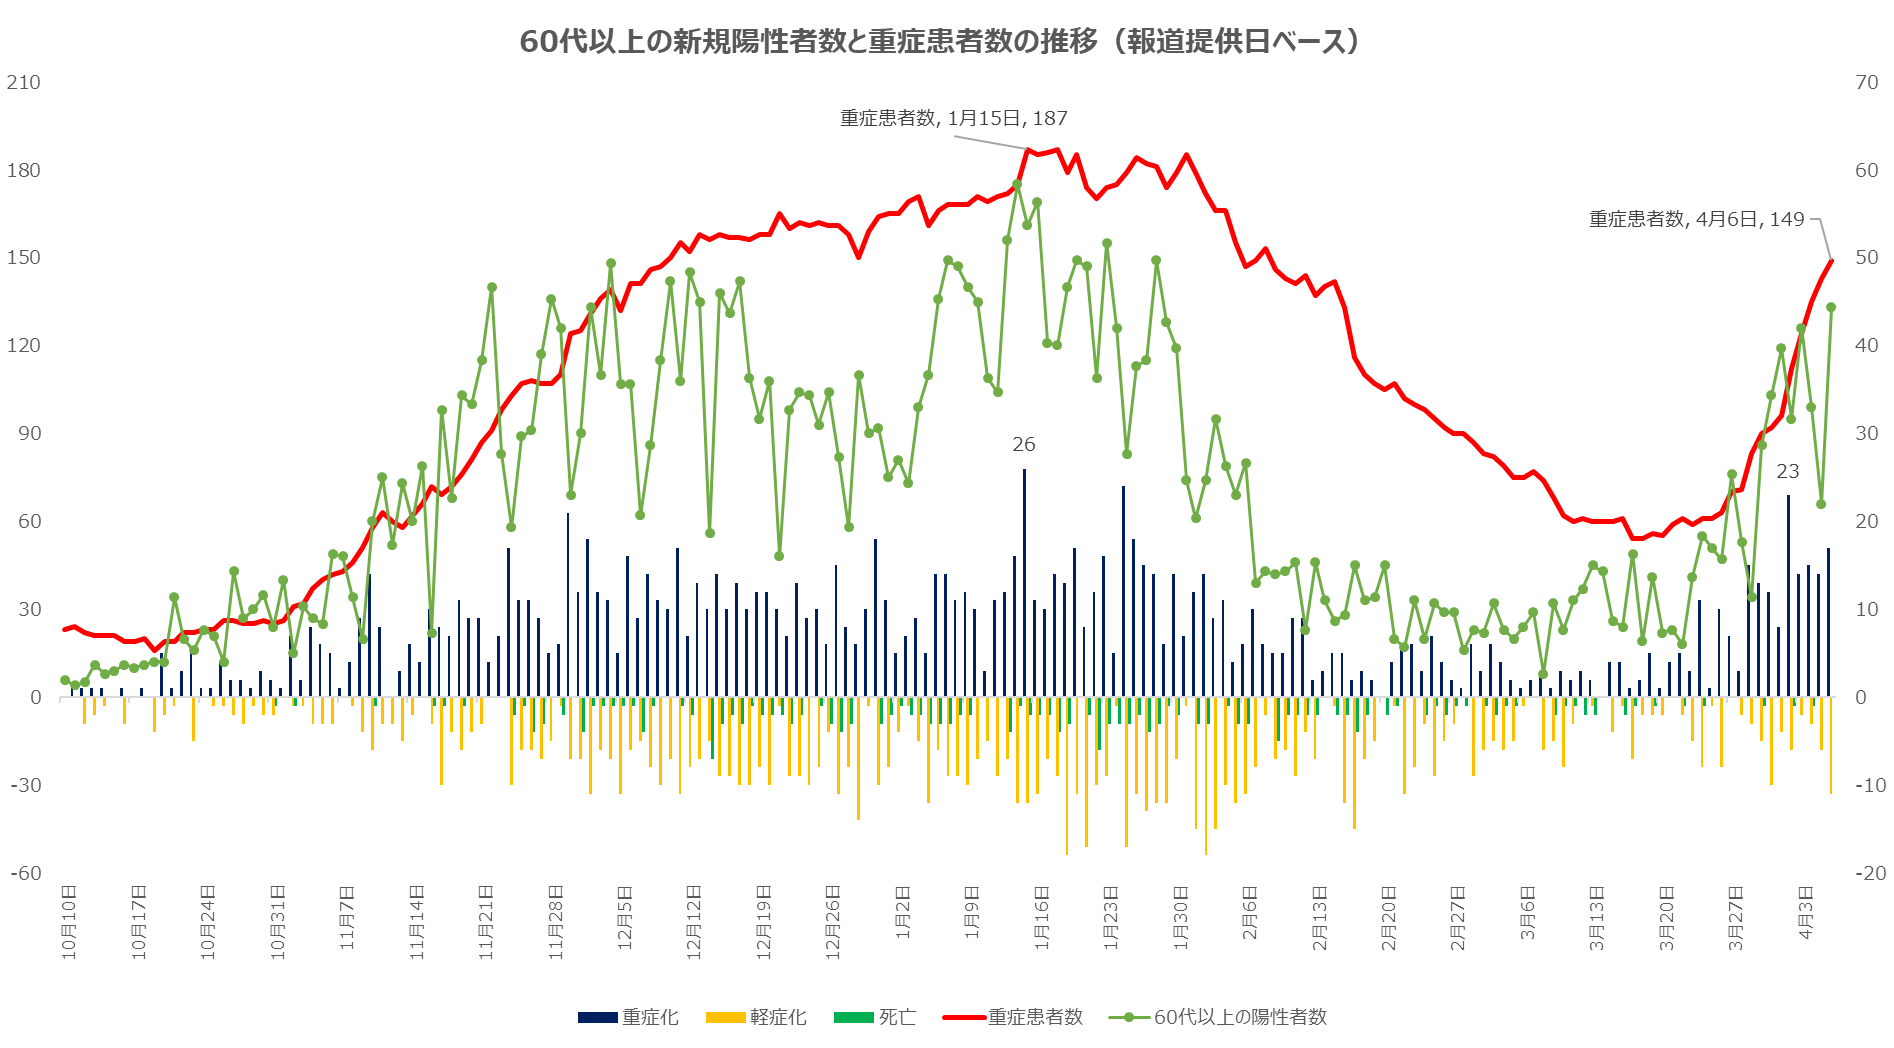 60代以上の新規陽性者数と重症患者数の推移（報道提供日ベース）
210
180
150
120
90
60
30
0
-30
-60
70
60
50
40
30
20
10
0
-10
-20
重症患者数, 1月15日, 187
重症患者数, 4月6日, 149
26
23
10月10日
10月17日
10月24日
10月31日
11月7日
11月14日
11月21日
11月28日
12月5日
12月12日
12月19日
12月26日
1月2日
1月9日
1月16日
1月23日
1月30日
2月6日
2月13日
2月20日
2月27日
3月6日
3月13日
3月20日
3月27日
4月3日
重症化
軽症化
死亡
重症患者数
60代以上の陽性者数